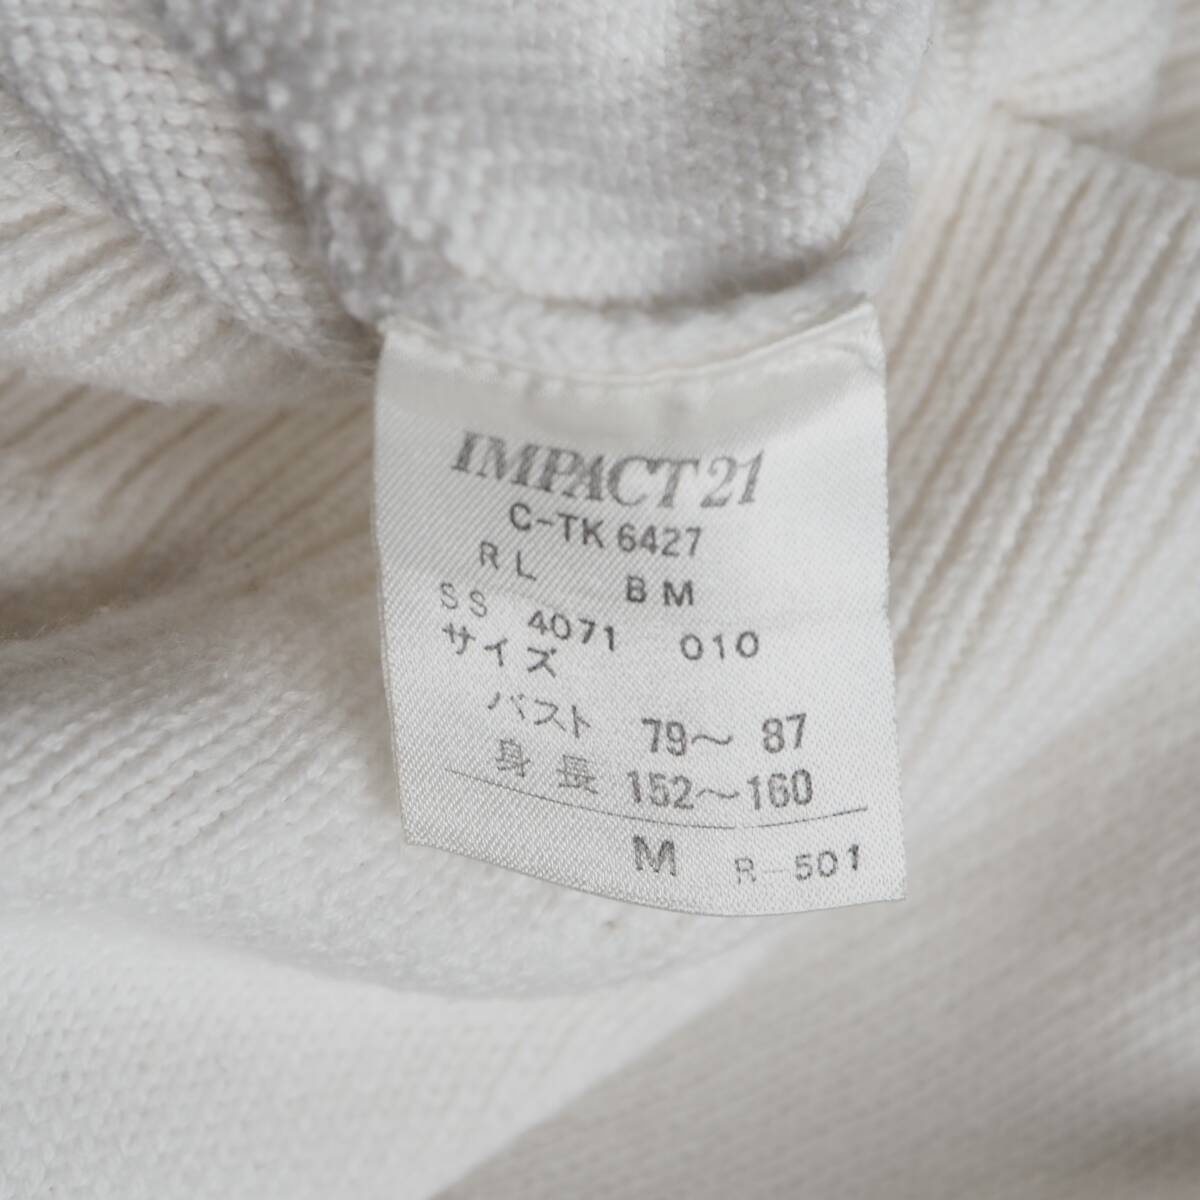 IMPACT21
C-TK 6427
RL BM
SS 4071 010
サイズ
バスト 79〜 87
身長 152〜160
M R-501